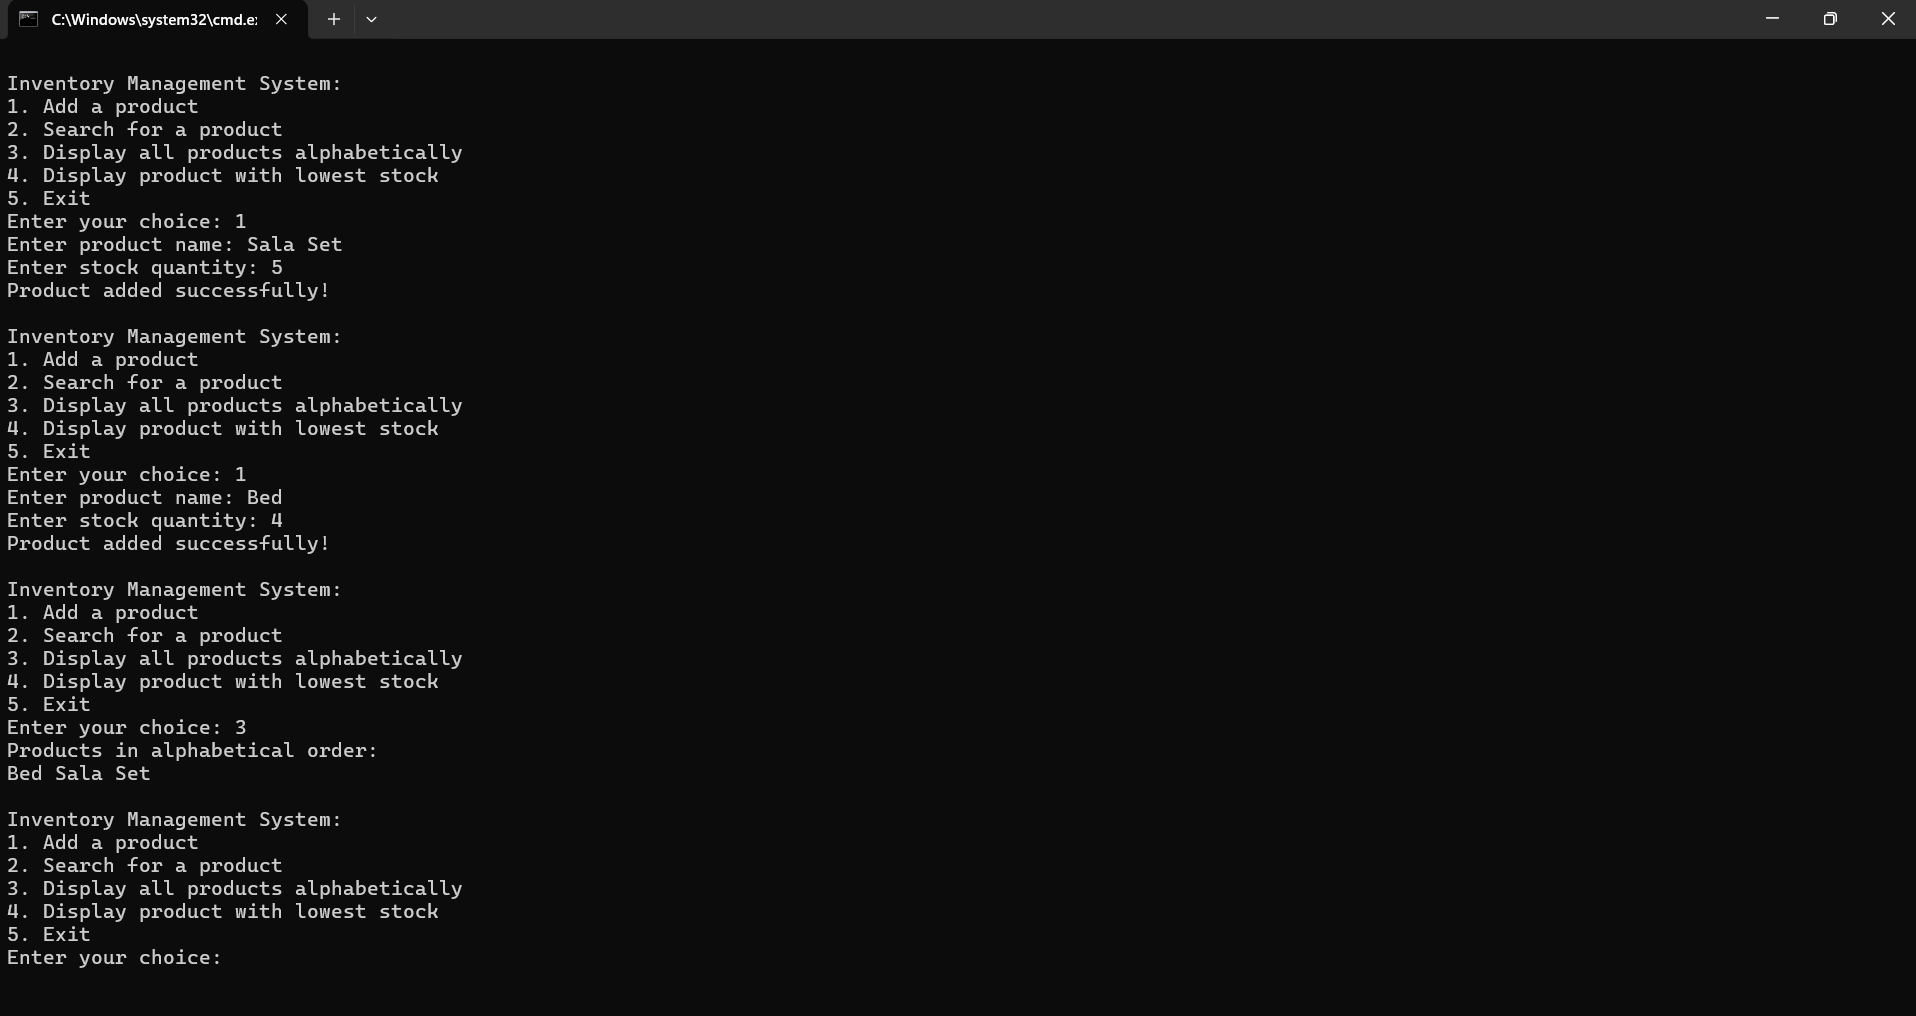 C:\Windows\system32\cmd.e
Inventory Management System:
1. Add a product
2. Search for a product
3. Display all products alphabetically
4. Display product with lowest stock
5. Exit
Enter your choice: 1
Enter product name: Sala Set
Enter stock quantity: 5
Product added successfully!
Inventory Management System:
1. Add a product
2. Search for a product
3. Display all products alphabetically
4. Display product with lowest stock
5. Exit
Enter your choice: 1
Enter product name: Bed
Enter stock quantity: 4
Product added successfully!
Inventory Management System:
1. Add a product
2. Search for a product
3. Display all products alphabetically
4. Display product with lowest stock
5. Exit
Enter your choice: 3
Products in alphabetical order:
Bed Sala Set
Inventory Management System:
1. Add a product
2. Search for a product
3. Display all products alphabetically
4. Display product with lowest stock
5. Exit
Enter your choice: